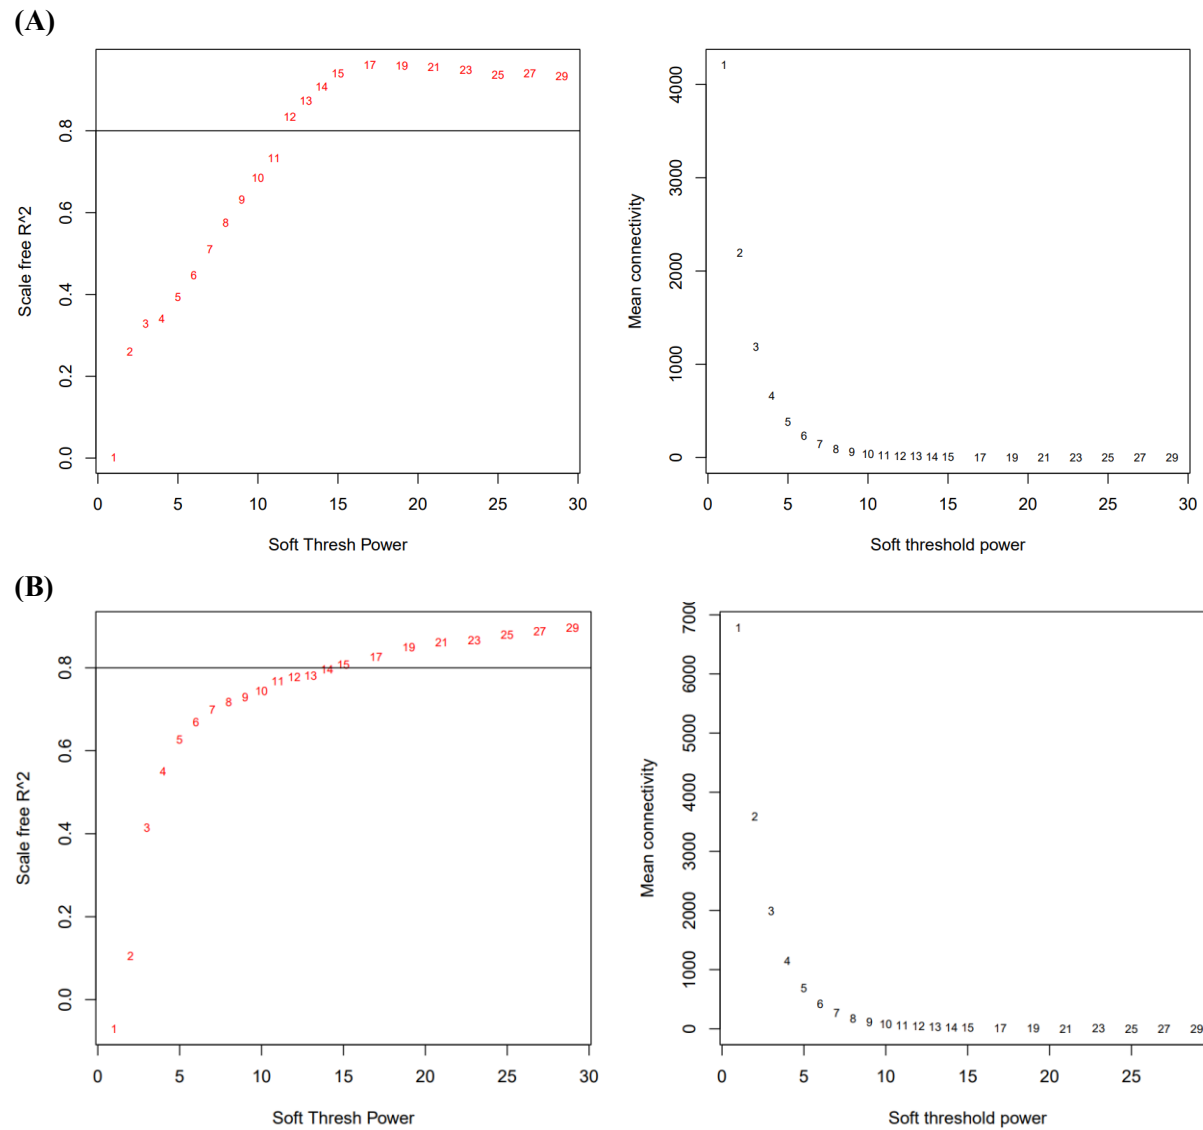 (A)
Scale free R^2
0.0 0.2 0.4 0.6 0.8
1 2 3 4 5 6 7 8 9 10 11 12 13 14 15 17 19 21 23 25 27 29
0 5 10 15 20 25 30
Soft Thresh Power
Mean connectivity
0 1000 2000 3000 4000
1 2 3 4 5 6 7 8 9 10 11 12 13 14 15 17 19 21 23 25 27 29
0 5 10 15 20 25 30
Soft threshold power
(B)
Scale free R^2
0.0 0.2 0.4 0.6 0.8
1 2 3 4 5 6 7 8 9 10 11 12 13 14 15 17 19 21 23 25 27 29
0 5 10 15 20 25 30
Soft Thresh Power
Mean connectivity
0 1000 2000 3000 4000 5000 6000
1 2 3 4 5 6 7 8 9 10 11 12 13 14 15 17 19 21 23 25 27 29
0 5 10 15 20 25
Soft threshold power